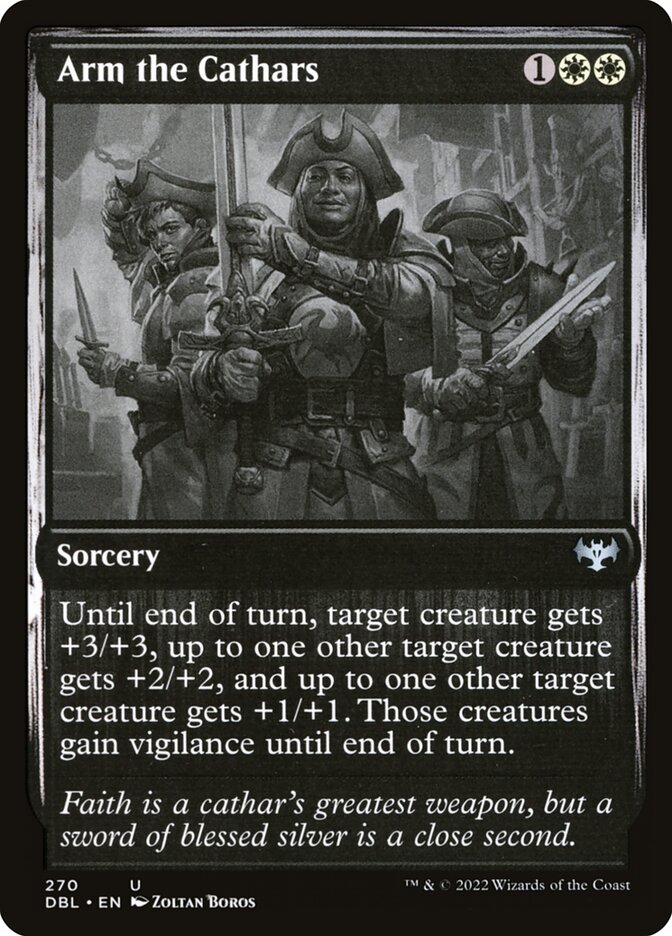 Arm the Cathars 1
Sorcery
Until end of turn, target creature gets
+3/+3, up to one other target creature
gets +2/+2, and up to one other target
creature gets +1/+1. Those creatures
gain vigilance until end of turn.
Faith is a cathar's greatest weapon, but a
sword of blessed silver is a close second.
270 U
DBL • EN Zoltan Boros
™ & © 2022 Wizards of the Coast